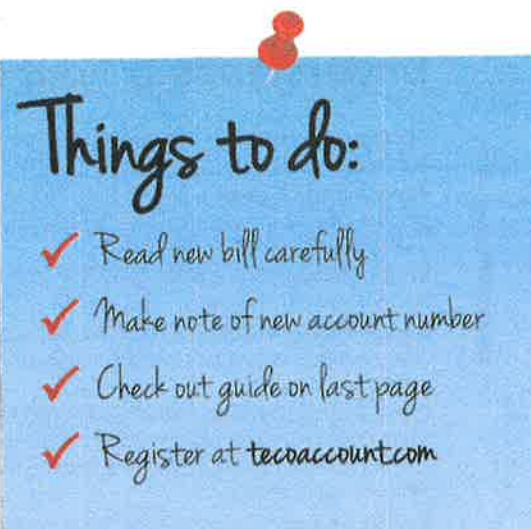 Things to do:
Read new bill carefully
Make note of new account number
Check out guide on last page
Register at tecoaccount.com